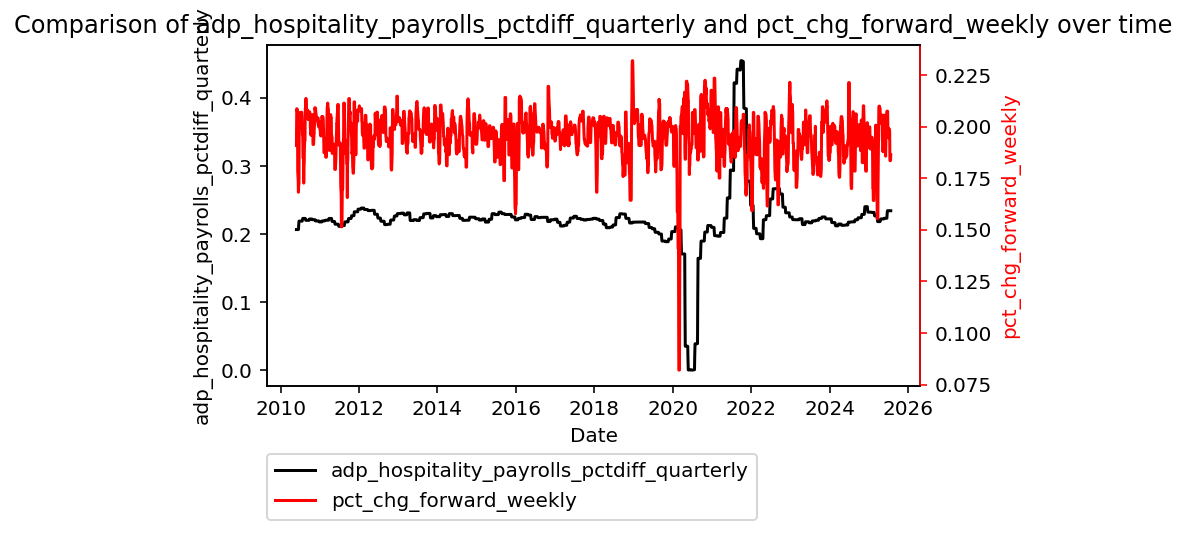 Comparison of adp_hospitality_payrolls_pctdiff_quarterly and pct_chg_forward_weekly over time
adp_hospitality_payrolls_pctdiff_quarterly
0.4
0.3
0.2
0.1
0.0
0.225
0.200
0.175
0.150
0.125
0.100
0.075
pct_chg_forward_weekly
2010 2012 2014 2016 2018 2020 2022 2024 2026
Date
adp_hospitality_payrolls_pctdiff_quarterly
pct_chg_forward_weekly